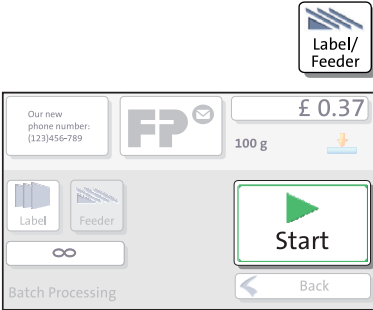 Label/
Feeder
Our new
phone number:
(123)456-789
FP
£ 0.37
100 g
Label
Feeder
∞
Start
Back
Batch Processing